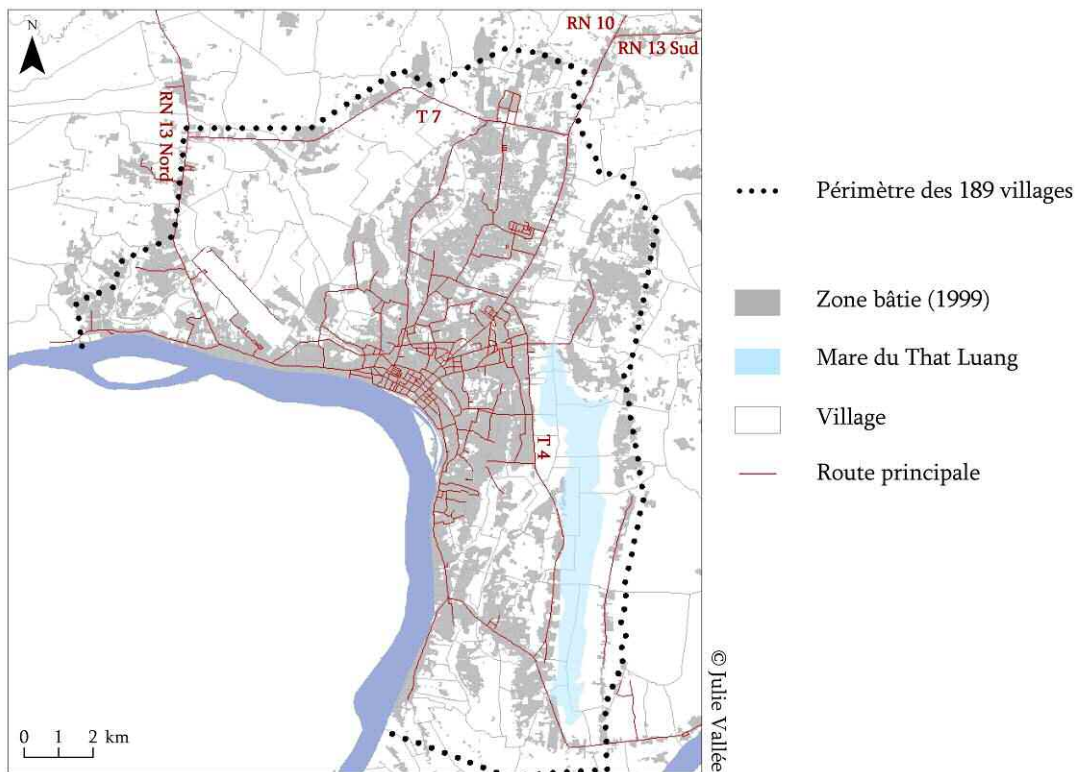 N
RN 10
RN 13 Sud
RN 13 Nord
T 7
T 4
0 1 2 km
© Julie Vallée
Périmètre des 189 villages
Zone bâtie (1999)
Mare du That Luang
Village
Route principale